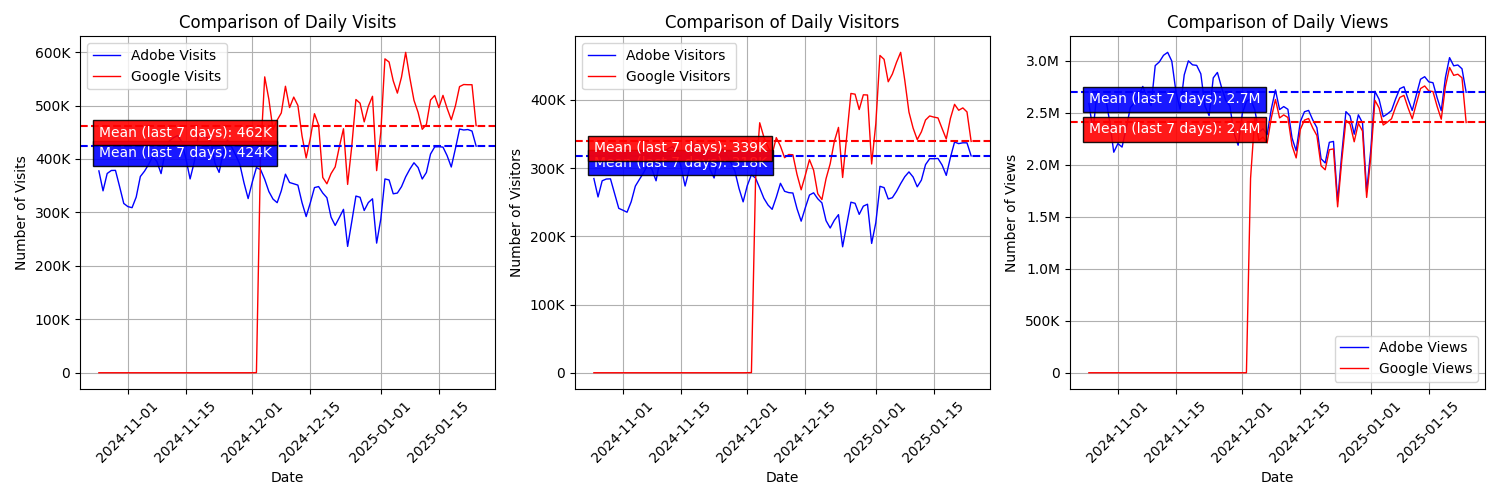 Comparison of Daily Visits
Number of Visits
600K
500K
400K
300K
200K
100K
0
Adobe Visits
Google Visits
Mean (last 7 days): 462K
Mean (last 7 days): 424K
2024-11-01
2024-11-15
2024-12-01
2024-12-15
2025-01-01
2025-01-15
Date
Comparison of Daily Visitors
Number of Visitors
400K
300K
200K
100K
0
Adobe Visitors
Google Visitors
Mean (last 7 days): 339K
Mean (last 7 days): 318K
2024-11-01
2024-11-15
2024-12-01
2024-12-15
2025-01-01
2025-01-15
Date
Comparison of Daily Views
Number of Views
3.0M
2.5M
2.0M
1.5M
1.0M
500K
0
Mean (last 7 days): 2.7M
Mean (last 7 days): 2.4M
Adobe Views
Google Views
2024-11-01
2024-11-15
2024-12-01
2024-12-15
2025-01-01
2025-01-15
Date